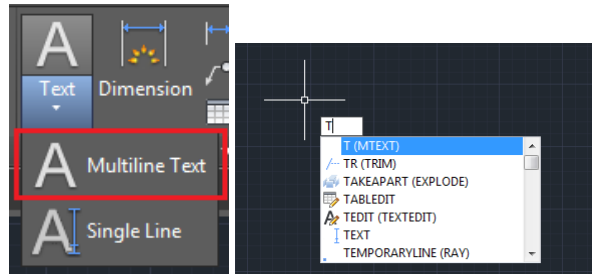 A
Text
Dimension
A Multiline Text
A Single Line
T
T (MTEXT)
TR (TRIM)
TAKEAPART (EXPLODE)
TABLEDIT
TEDIT (TEXTEDIT)
TEXT
TEMPORARYLINE (RAY)